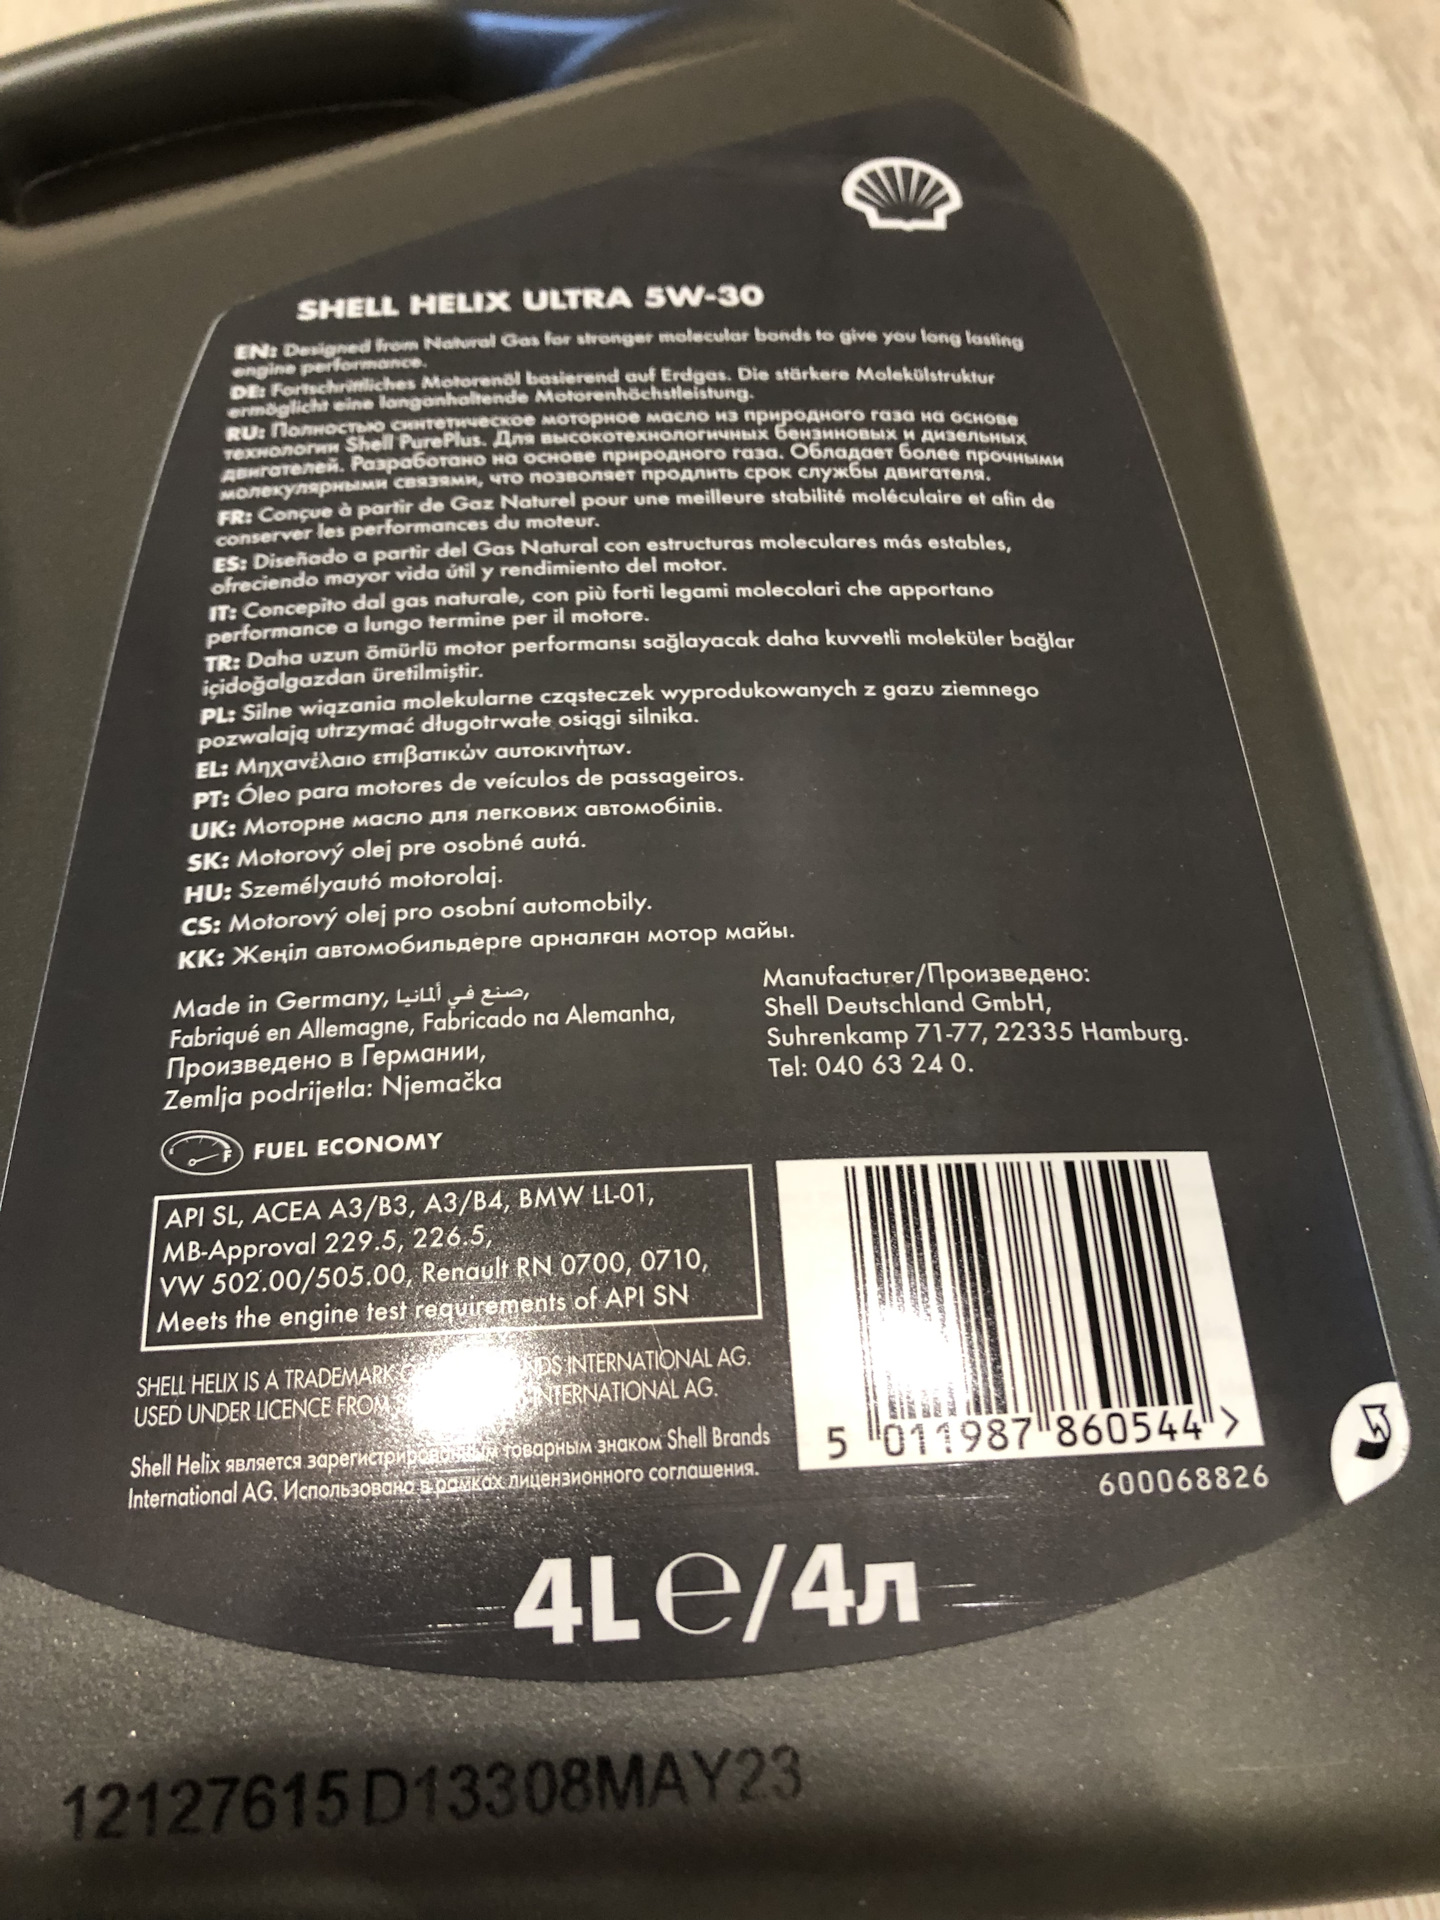 SHELL HELIX ULTRA 5W-30
EN: Designed from Natural Gas for stronger molecular bonds to give you long lasting
engine performance.
DE: Fortschrittliches Motorenöl basierend auf Erdgas. Die stärkere Molekülstruktur
ermöglicht eine langanhaltende Motorenhöchstleistung.
RU: Полностью синтетическое моторное масло из природного газа на основе
технологии Shell PurePlus. Для высокотехнологичных бензиновых и дизельных
двигателей. Разработано на основе природного газа. Обладает более прочными
молекулярными связями, что позволяет продлить срок службы двигателя.
FR: Conçue à partir de Gaz Naturel pour une meilleure stabilité moléculaire et afin de
conserver les performances du moteur.
ES: Diseñado a partir del Gas Natural con estructuras moleculares más estables,
ofreciendo mayor vida útil y rendimiento del motor.
IT: Concepito dal gas naturale, con più forti legami molecolari che apportano
performance a lungo termine per il motore.
TR: Daha uzun ömürlü motor performansı sağlayacak daha kuvvetli moleküler bağlar
içidoğalgazdan üretilmiştir.
PL: Silne wiązania molekularne cząsteczek wyprodukowanych z gazu ziemnego
pozwalają utrzymać długotrwałe osiągi silnika.
EL: Μηχανέλαιο επιβατικών αυτοκινήτων.
PT: Óleo para motores de veículos de passageiros.
UK: Моторне масло для легкових автомобілів.
SK: Motorový olej pre osobné autá.
HU: Személyautó motorolaj.
CS: Motorový olej pro osobní automobily.
KK: Жеңіл автомобильдерге арналған мотор майы.
Made in Germany, صنع في ألمانيا,
Fabriqué en Allemagne, Fabricado na Alemanha,
Произведено в Германии,
Zemlja podrijetla: Njemačka
Manufacturer/Произведено:
Shell Deutschland GmbH,
Suhrenkamp 71-77, 22335 Hamburg.
Tel: 040 63 24 0.
F FUEL ECONOMY
API SL, ACEA A3/B3, A3/B4, BMW LL-01,
MB-Approval 229.5, 226.5,
VW 502.00/505.00, Renault RN 0700, 0710,
Meets the engine test requirements of API SN
SHELL HELIX IS A TRADEMARK INTERNATIONAL AG.
USED UNDER LICENCE FROM INTERNATIONAL AG.
Shell Helix является зарегистрированным товарным знаком Shell Brands
International AG. Использовано в рамках лицензионного соглашения.
5 011987 860544 >
600068826
4L e/4л
12127615D13308MAY23